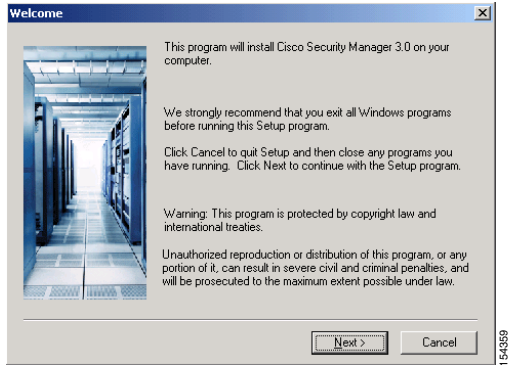 Welcome
This program will install Cisco Security Manager 3.0 on your
computer.
We strongly recommend that you exit all Windows programs
before running this Setup program.
Click Cancel to quit Setup and then close any programs you
have running. Click Next to continue with the Setup program.
Warning: This program is protected by copyright law and
international treaties.
Unauthorized reproduction or distribution of this program, or any
portion of it, can result in severe civil and criminal penalties, and
will be prosecuted to the maximum extent possible under law.
Next >
Cancel
154359